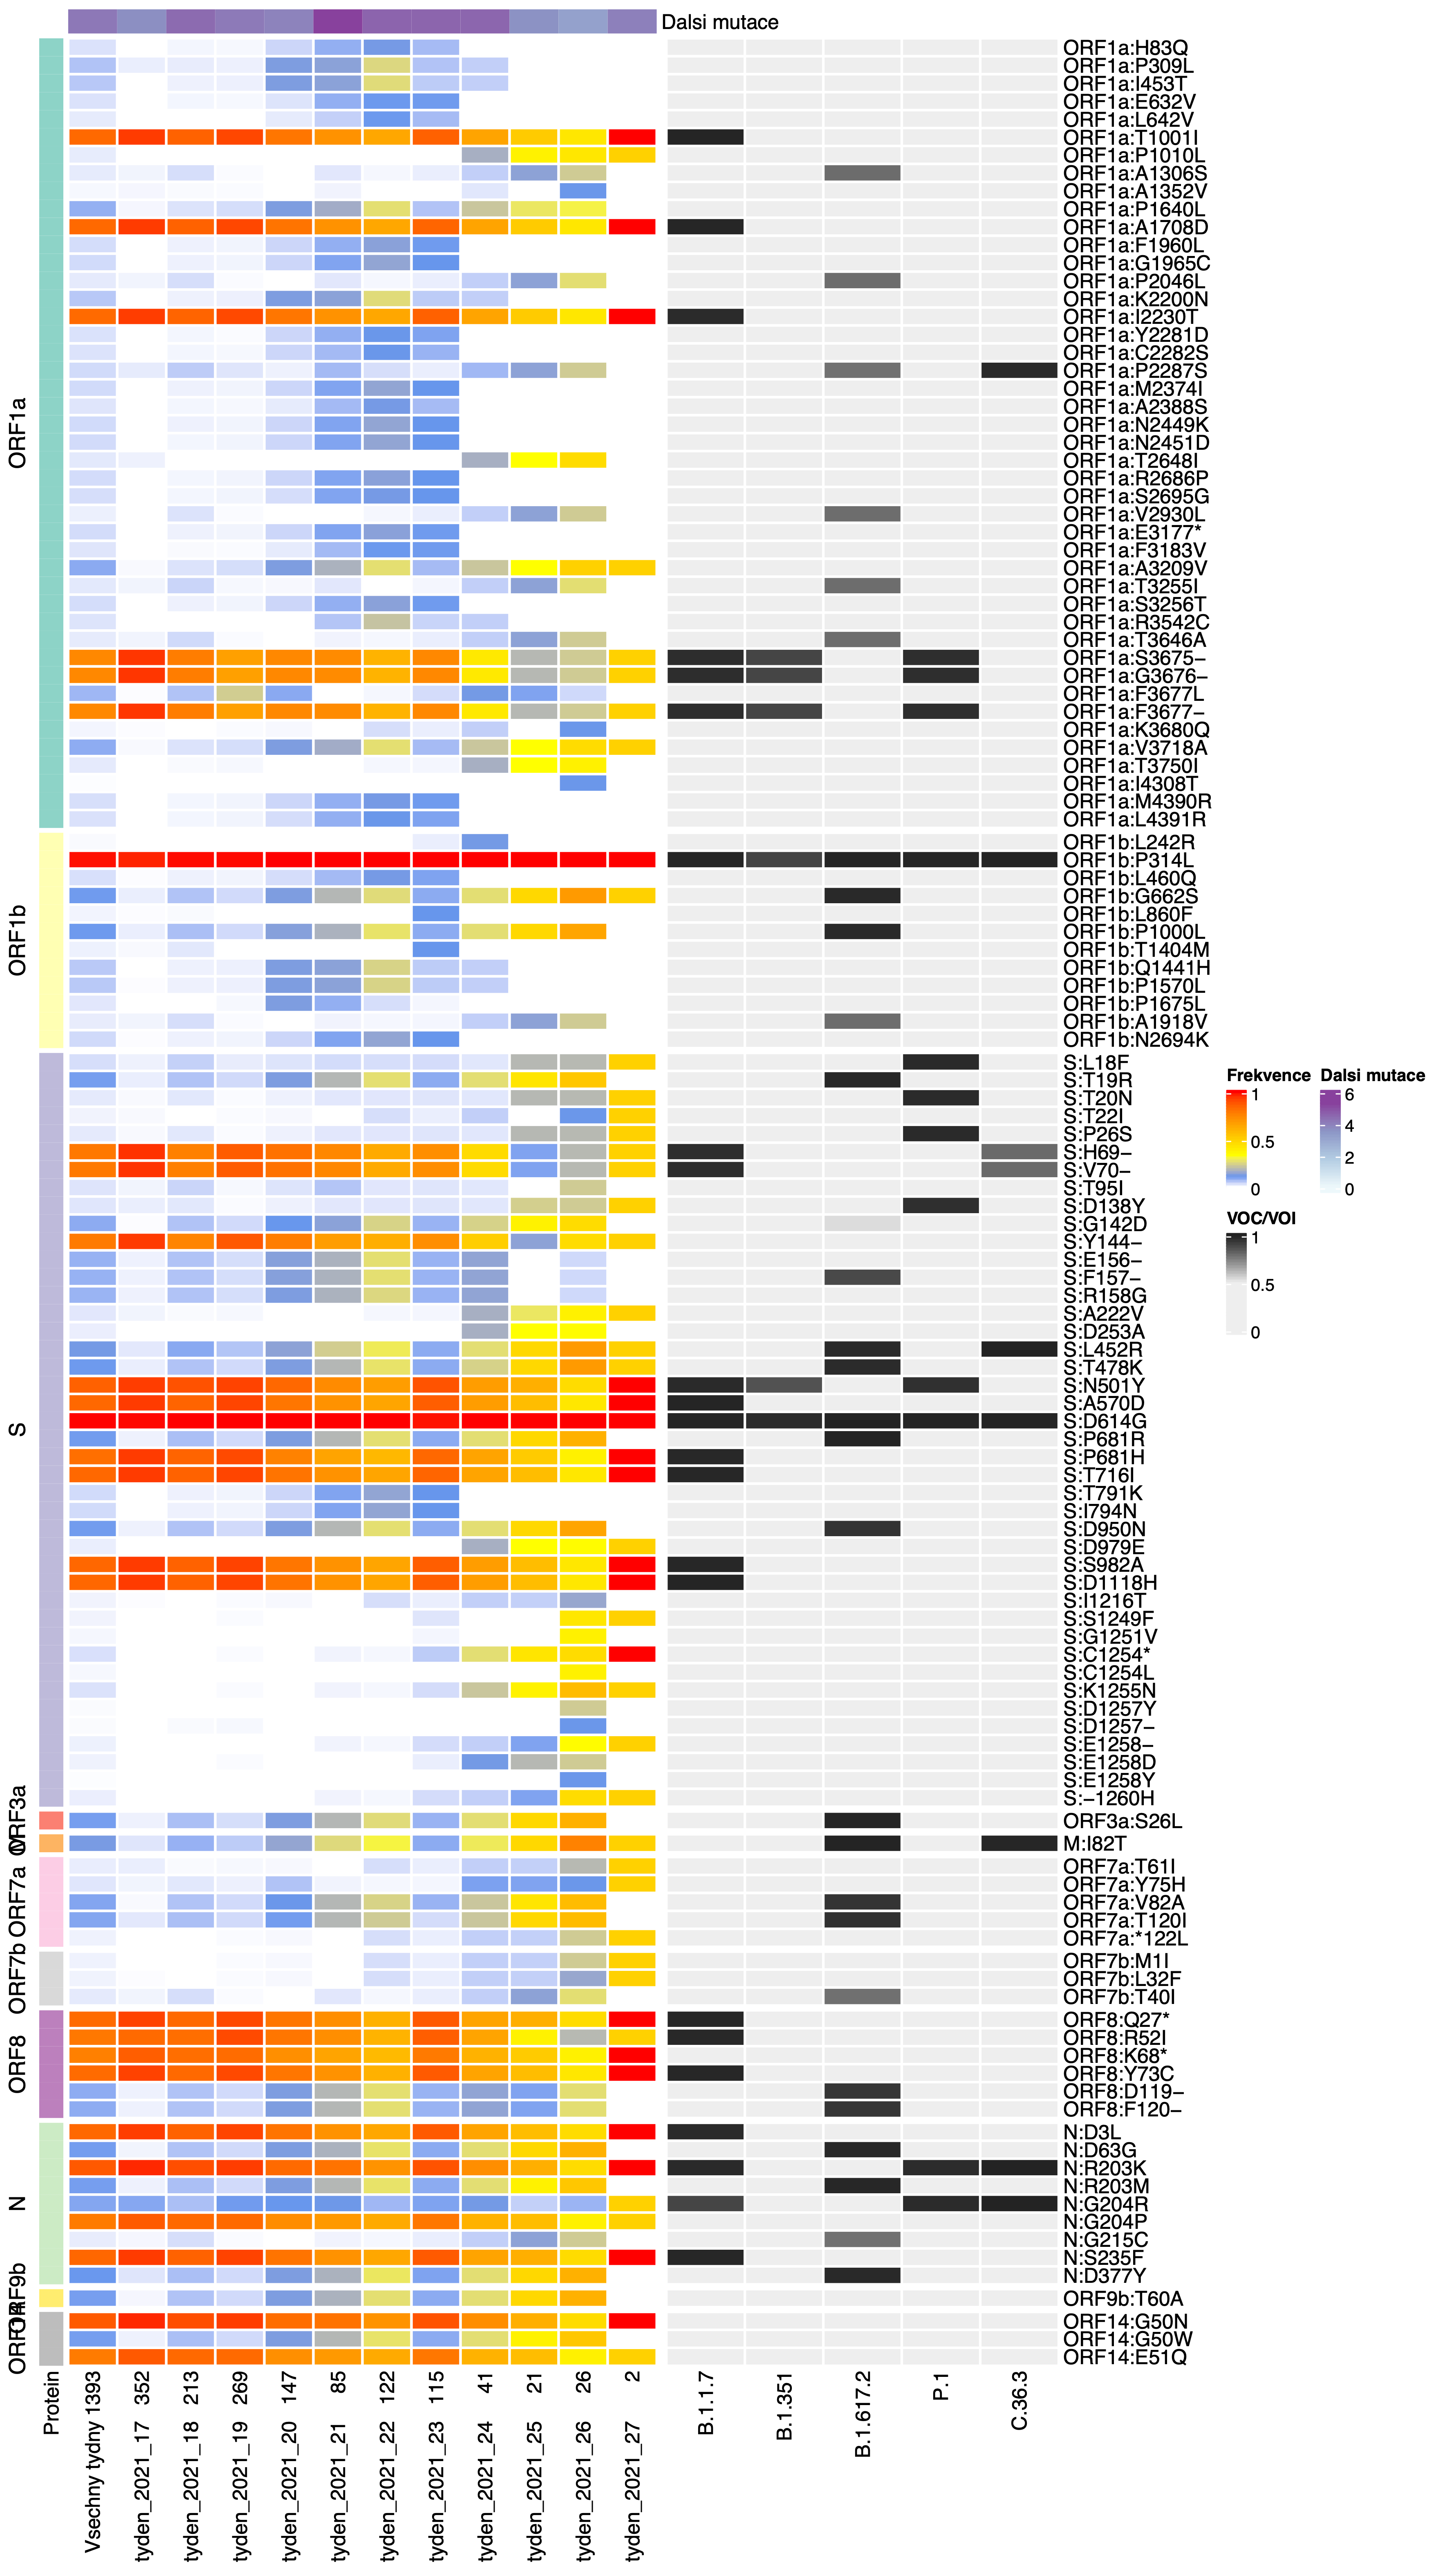 Dalsi mutace
ORF1a:H83Q
ORF1a:P309L
ORF1a:I453T
ORF1a:E632V
ORF1a:L642V
ORF1a:T1001I
ORF1a:P1010L
ORF1a:A1306S
ORF1a:A1352V
ORF1a:P1640L
ORF1a:A1708D
ORF1a:F1960L
ORF1a:G1965C
ORF1a:P2046L
ORF1a:K2200N
ORF1a:I2230T
ORF1a:Y2281D
ORF1a:C2282S
ORF1a:P2287S
ORF1a:M2374I
ORF1a:A2388S
ORF1a:N2449K
ORF1a:N2451D
ORF1a:T2648I
ORF1a:R2686P
ORF1a:S2695G
ORF1a:V2930L
ORF1a:E3177*
ORF1a:F3183V
ORF1a:A3209V
ORF1a:T3255I
ORF1a:S3256T
ORF1a:R3542C
ORF1a:T3646A
ORF1a:S3675−
ORF1a:G3676−
ORF1a:F3677L
ORF1a:F3677−
ORF1a:K3680Q
ORF1a:V3718A
ORF1a:T3750I
ORF1a:I4308T
ORF1a:M4390R
ORF1a:L4391R
ORF1b:L242R
ORF1b:P314L
ORF1b:L460Q
ORF1b:G662S
ORF1b:L860F
ORF1b:P1000L
ORF1b:T1404M
ORF1b:Q1441H
ORF1b:P1570L
ORF1b:P1675L
ORF1b:A1918V
ORF1b:N2694K
S:L18F
S:T19R
S:T20N
S:T22I
S:P26S
S:H69−
S:V70−
S:T95I
S:D138Y
S:G142D
S:Y144−
S:E156−
S:F157−
S:R158G
S:A222V
S:D253A
S:L452R
S:T478K
S:N501Y
S:A570D
S:D614G
S:P681R
S:P681H
S:T716I
S:T791K
S:I794N
S:D950N
S:D979E
S:S982A
S:D1118H
S:I1216T
S:S1249F
S:G1251V
S:C1254*
S:C1254L
S:K1255N
S:D1257Y
S:D1257−
S:E1258−
S:E1258D
S:E1258Y
S:−1260H
ORF3a:S26L
M:I82T
ORF7a:T61I
ORF7a:Y75H
ORF7a:V82A
ORF7a:T120I
ORF7a:*122L
ORF7b:M1I
ORF7b:L32F
ORF7b:T40I
ORF8:Q27*
ORF8:R52I
ORF8:K68*
ORF8:Y73C
ORF8:D119−
ORF8:F120−
N:D3L
N:D63G
N:R203K
N:R203M
N:G204R
N:G204P
N:G215C
N:S235F
N:D377Y
ORF9b:T60A
ORF14:G50N
ORF14:G50W
ORF14:E51Q
ORF1a
ORF1b
S
ORF3a
M
ORF7a
ORF7b
ORF8
N
ORF9b
ORF14
Protein
Vsechny tydny 1393
tyden_2021_17 352
tyden_2021_18 213
tyden_2021_19 269
tyden_2021_20 147
tyden_2021_21 85
tyden_2021_22 122
tyden_2021_23 115
tyden_2021_24 41
tyden_2021_25 21
tyden_2021_26 26
tyden_2021_27 2
B.1.1.7
B.1.351
B.1.617.2
P.1
C.36.3
Frekvence
1
0.5
0
Dalsi mutace
6
4
2
0
VOC/VOI
1
0.5
0